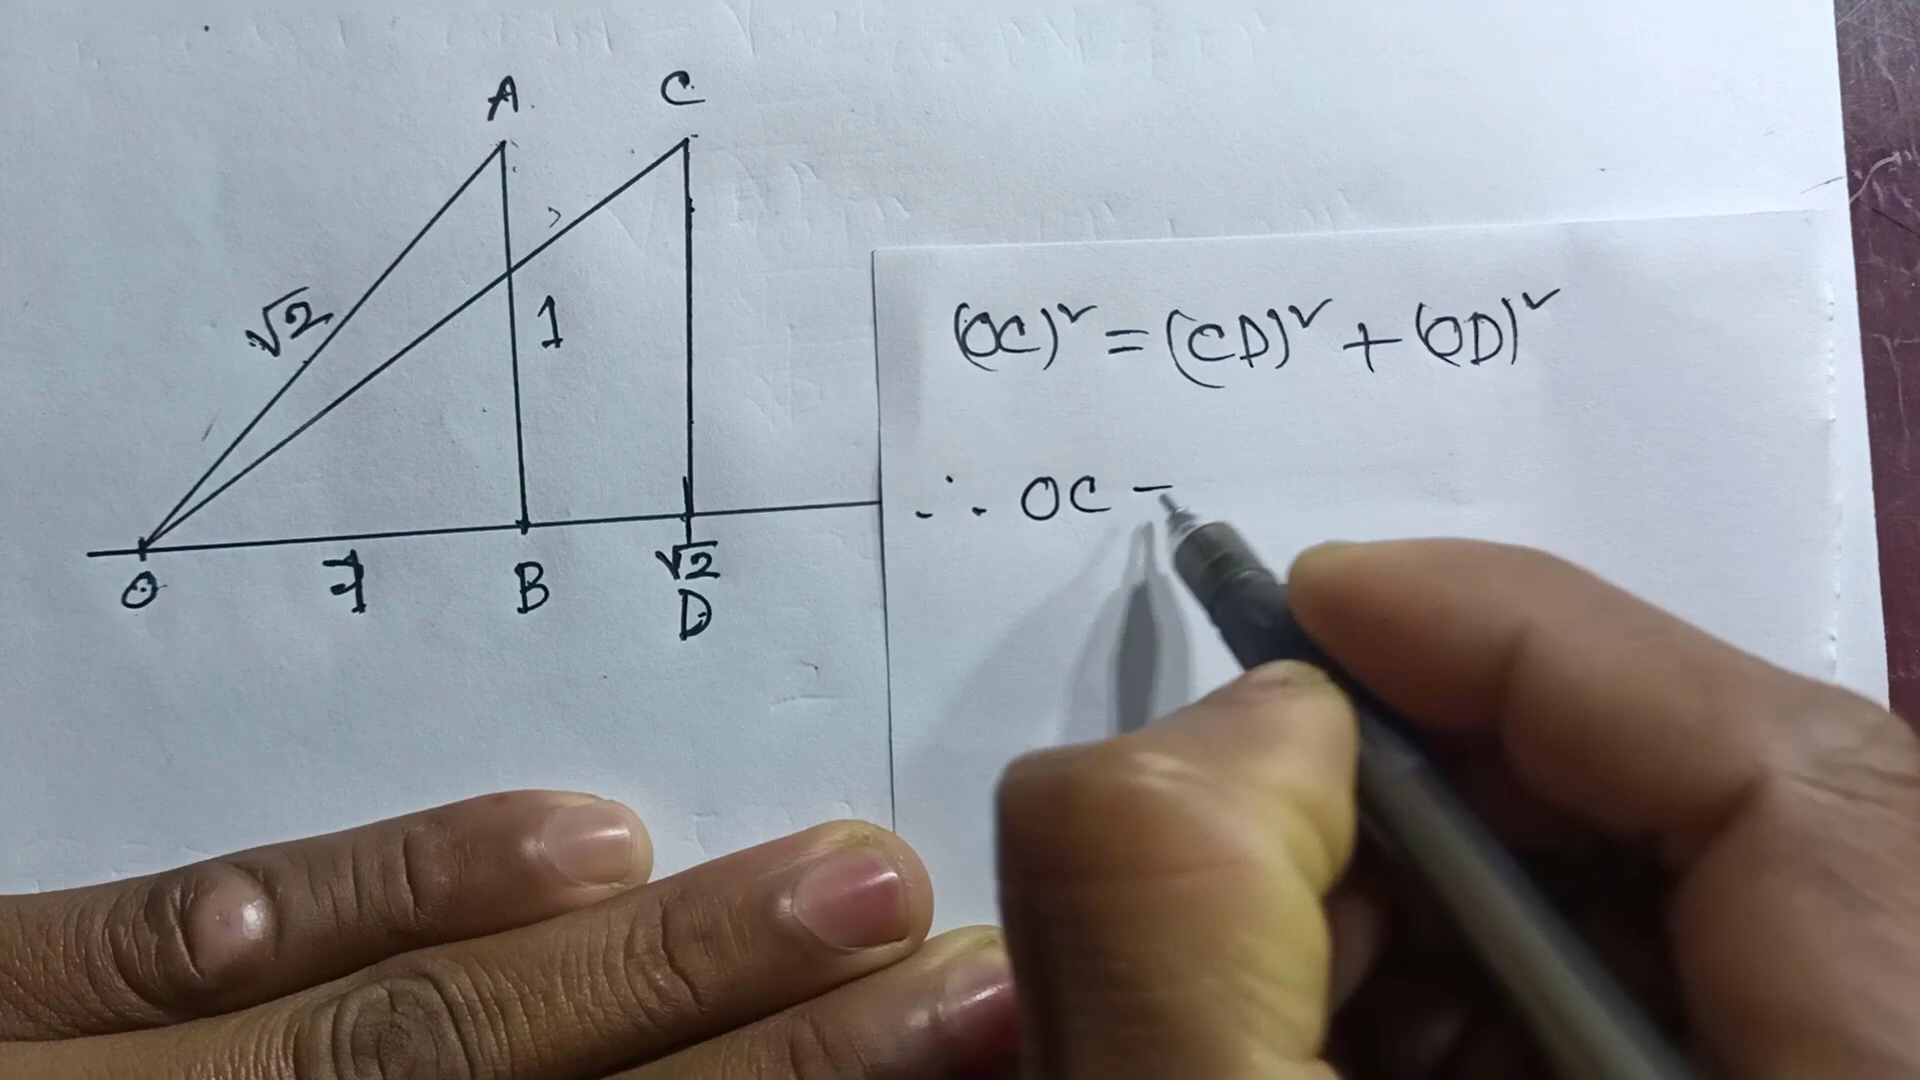 A C
√2
1
O 1 B √2
D
(OC)² = (CD)² + (OD)²
∴ OC -